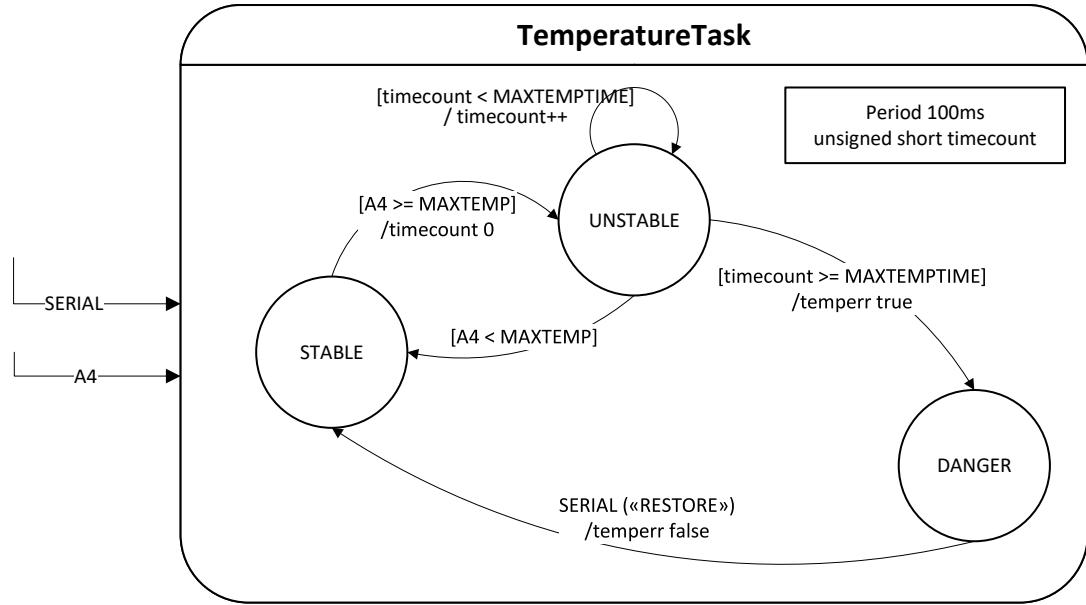 TemperatureTask
[timecount < MAXTEMPTIME]
/ timecount++
Period 100ms
unsigned short timecount
[A4 >= MAXTEMP]
/timecount 0
UNSTABLE
[timecount >= MAXTEMPTIME]
/temperr true
SERIAL
[A4 < MAXTEMP]
STABLE
A4
DANGER
SERIAL («RESTORE»)
/temperr false